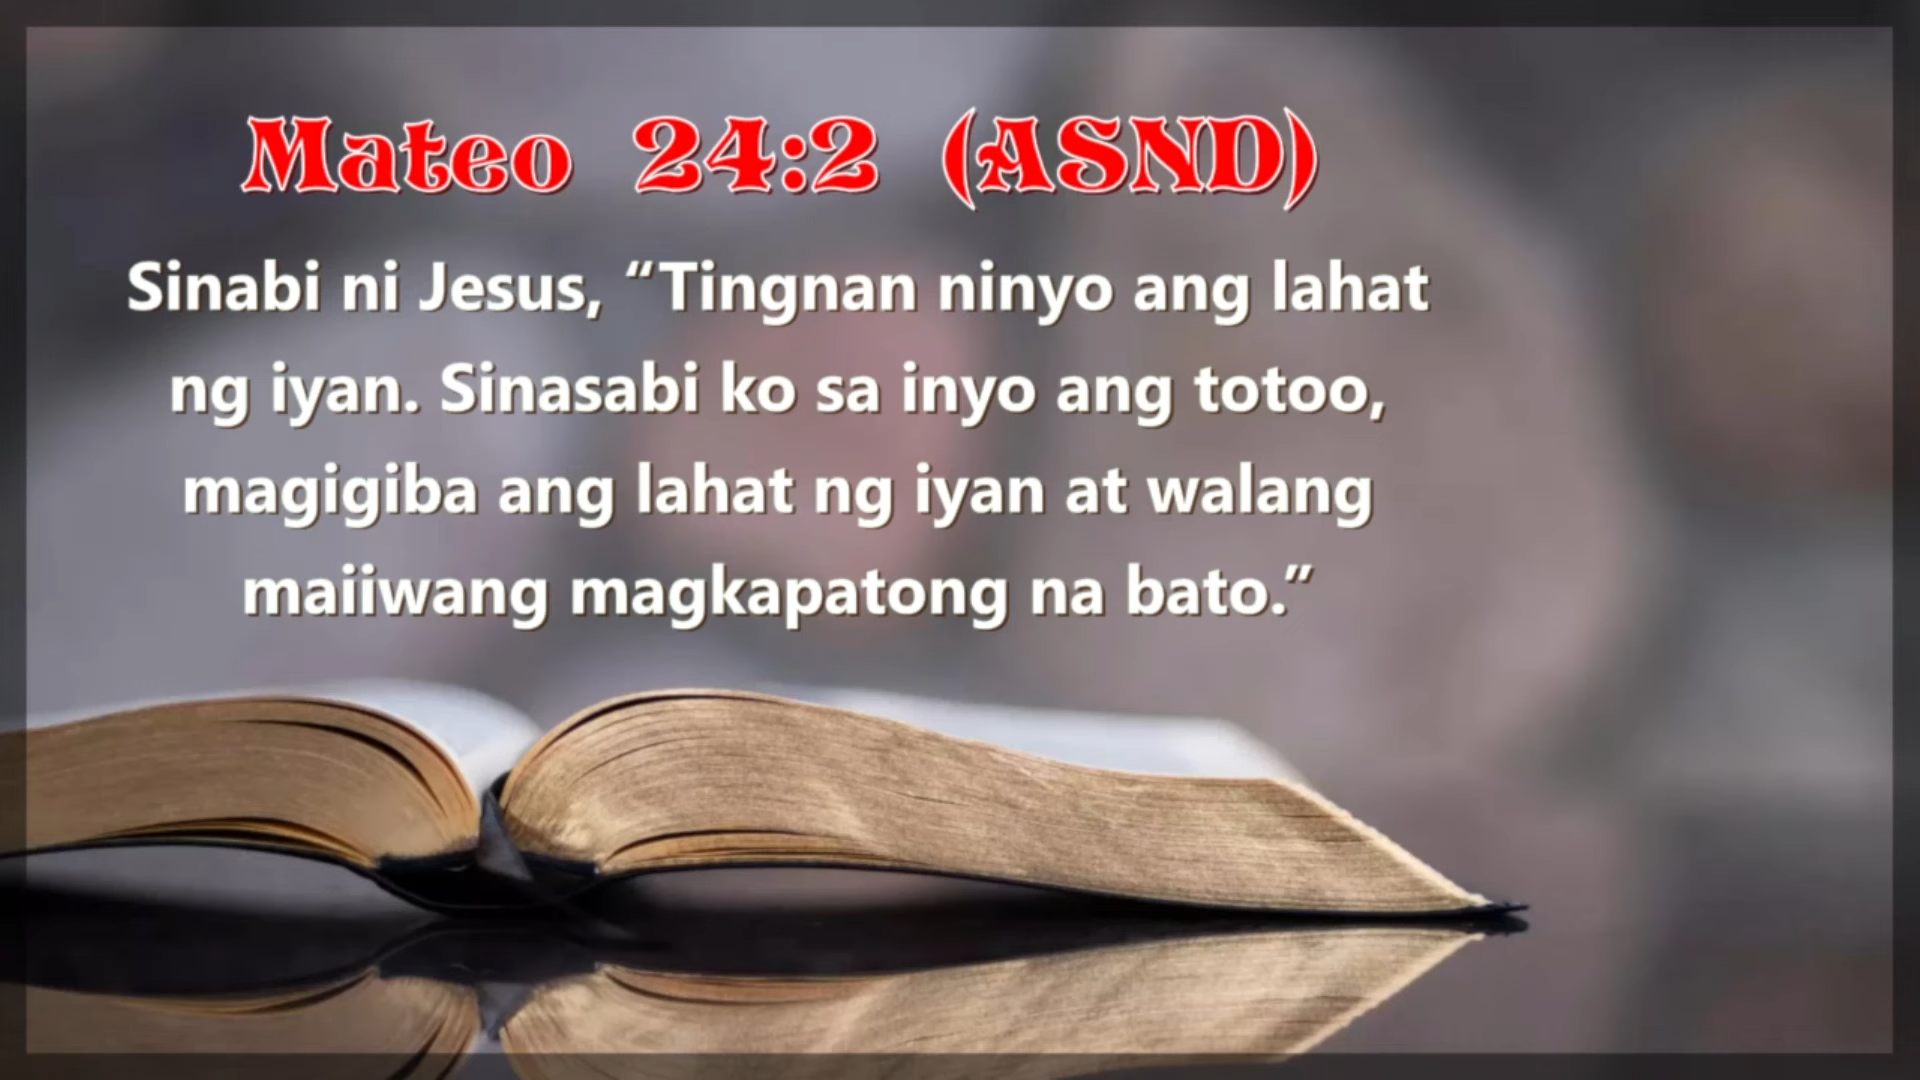 Mateo 24:2 (ASND)
Sinabi ni Jesus, “Tingnan ninyo ang lahat
ng iyan. Sinasabi ko sa inyo ang totoo,
magigiba ang lahat ng iyan at walang
maiiwang magkapatong na bato.”